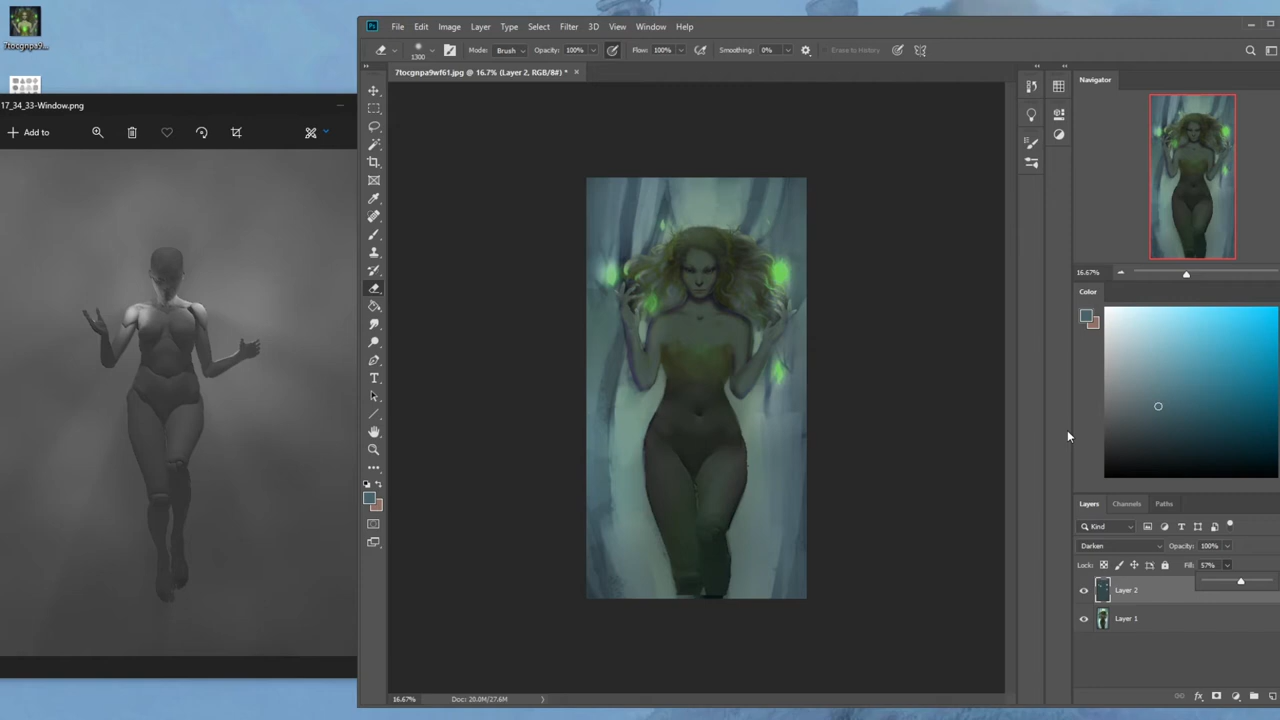 7tocgnpa9...
17_34_33-Window.png
Add to
File Edit Image Layer Type Select Filter 3D View Window Help
1300
Mode: Brush Opacity: 100% Flow: 100% Smoothing: 0% Erase to History
7tocgnpa9wf61.jpg @ 16.7% (Layer 2, RGB/8#) *
Navigator
16.67%
Color
Layers Channels Paths
Kind
Darken Opacity: 100%
Lock: Fill: 57%
Layer 2
Layer 1
16.67% Doc: 20.0M/27.6M